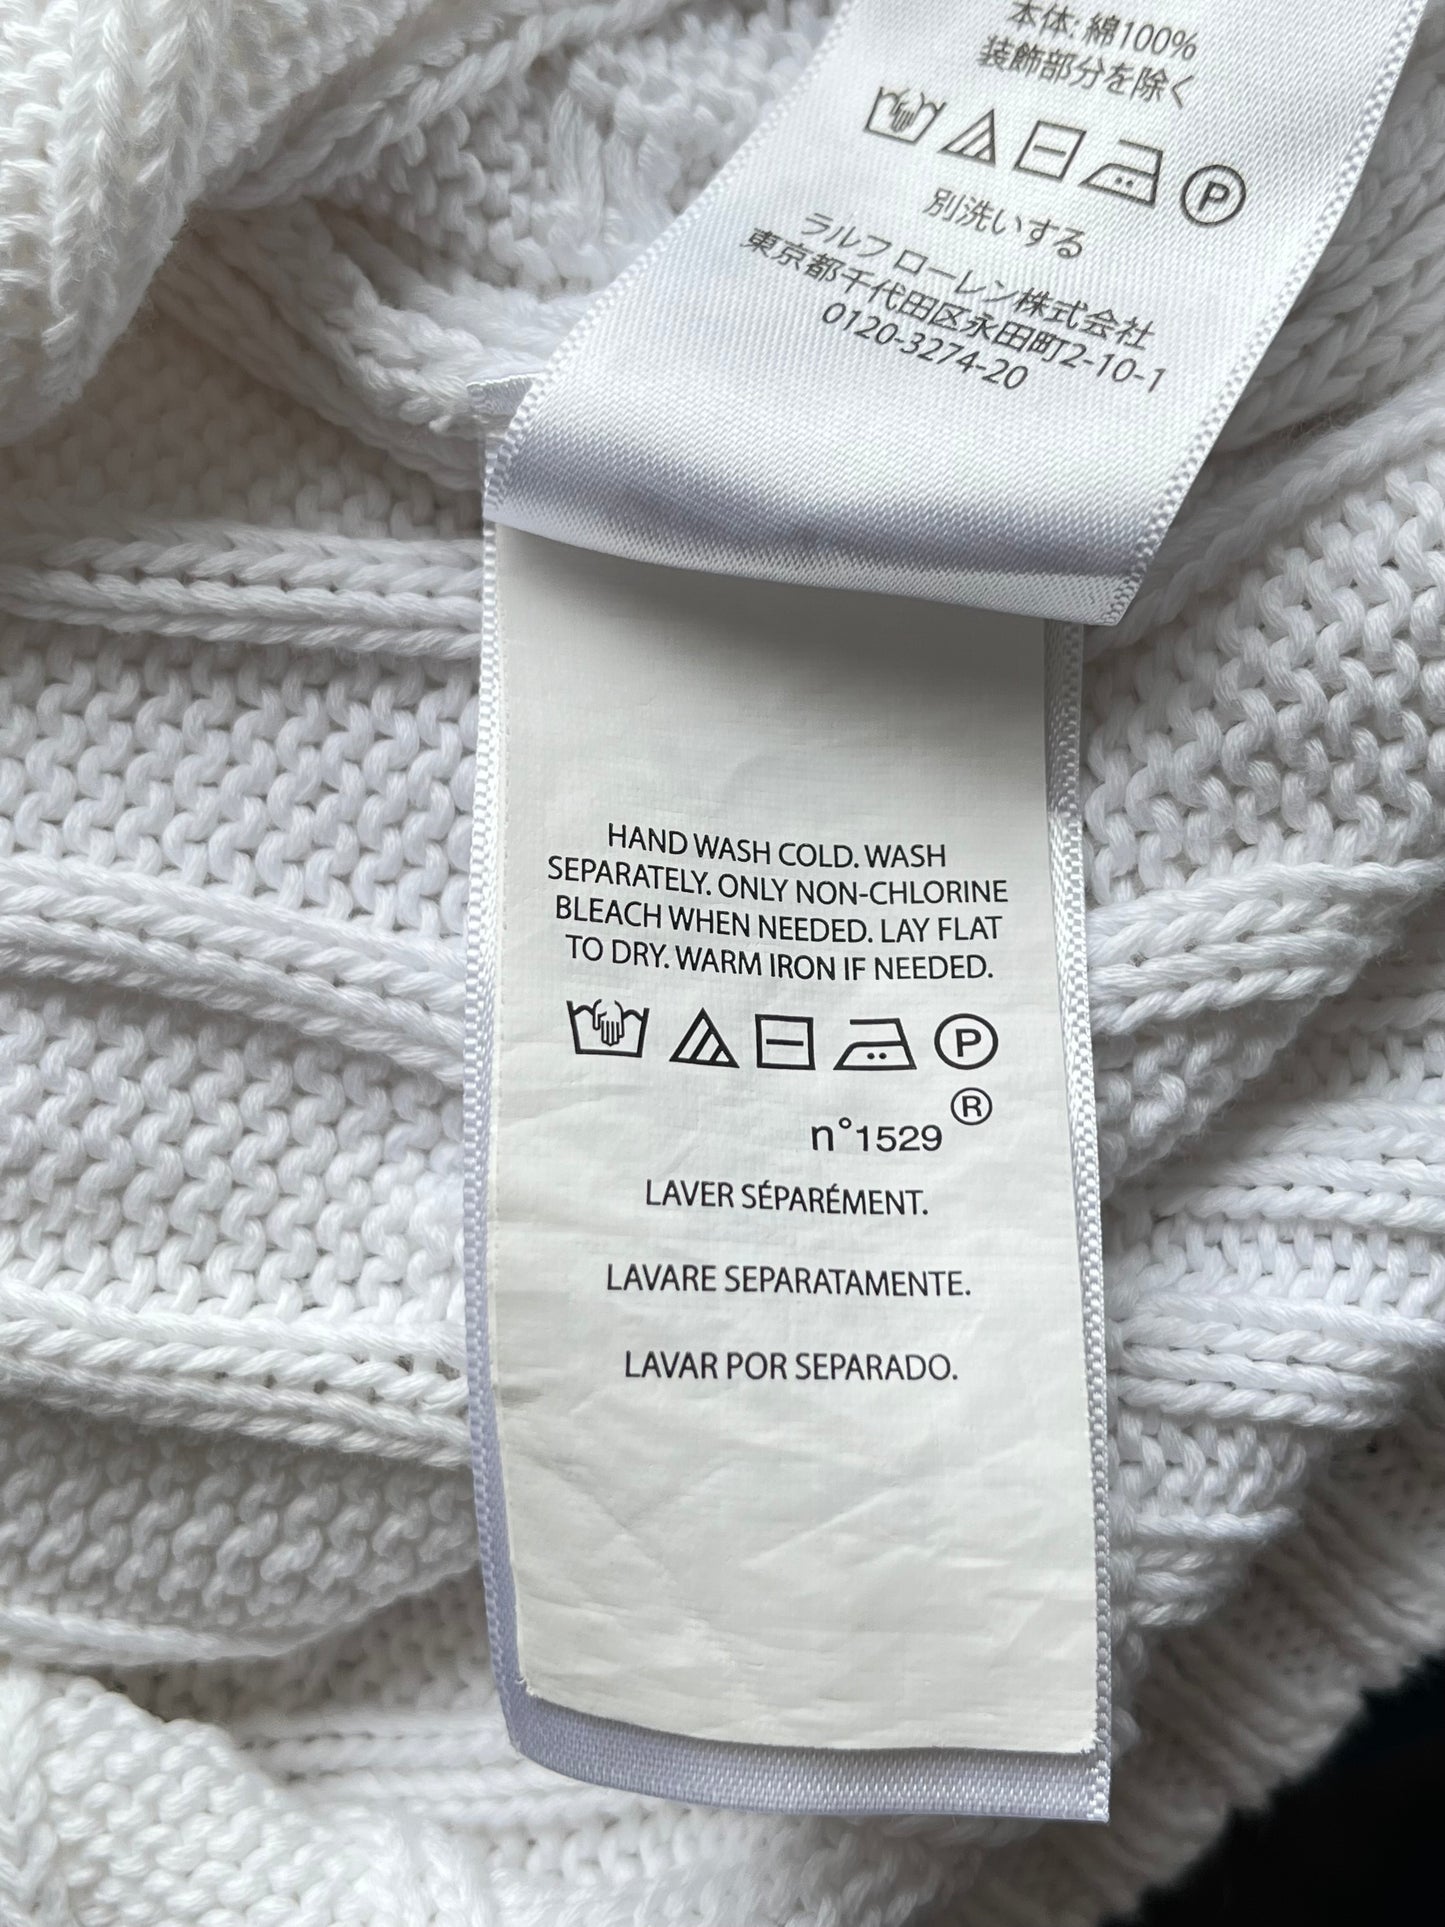 本体: 綿100%
装飾部分を除く
P
別洗いする
ラルフ ローレン株式会社
東京都千代田区永田町2-10-1
0120-3274-20
HAND WASH COLD. WASH
SEPARATELY. ONLY NON-CHLORINE
BLEACH WHEN NEEDED. LAY FLAT
TO DRY. WARM IRON IF NEEDED.
P
n°1529 ®
LAVER SÉPARÉMENT.
LAVARE SEPARATAMENTE.
LAVAR POR SEPARADO.